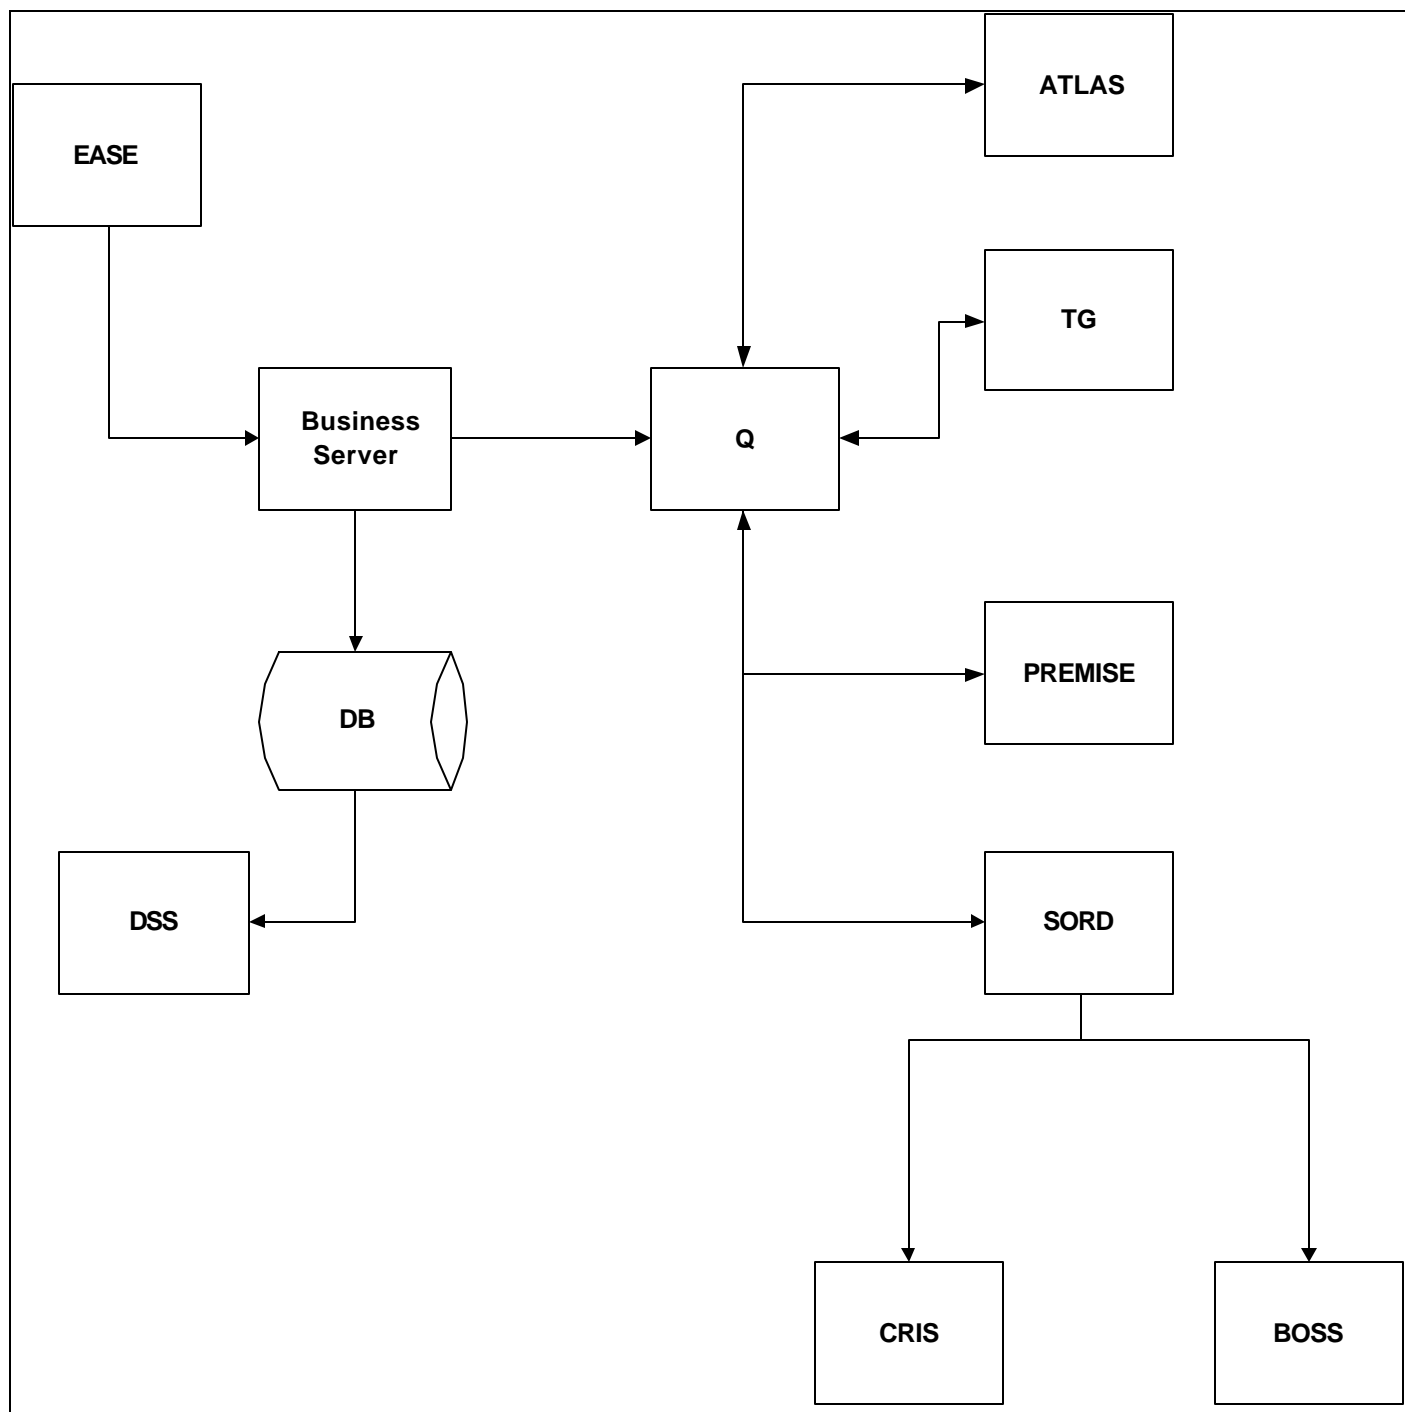 ATLAS
EASE
TG
Business
Server
Q
PREMISE
DB
DSS
SORD
CRIS
BOSS